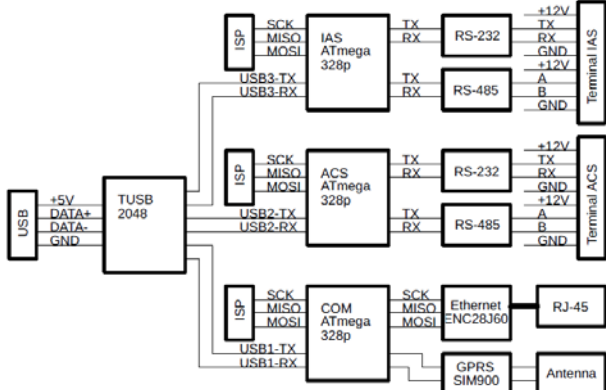 ISP
SCK
MISO
MOSI
USB3-TX
USB3-RX
IAS
ATmega
328p
TX
RX
RS-232
+12V
TX
RX
GND
TX
RX
RS-485
+12V
A
B
GND
Terminal IAS
ISP
SCK
MISO
MOSI
USB2-TX
USB2-RX
ACS
ATmega
328p
TX
RX
RS-232
+12V
TX
RX
GND
TX
RX
RS-485
+12V
A
B
GND
Terminal ACS
USB
+5V
DATA+
DATA-
GND
TUSB
2048
ISP
SCK
MISO
MOSI
USB1-TX
USB1-RX
COM
ATmega
328p
SCK
MISO
MOSI
Ethernet
ENC28J60
RJ-45
GPRS
SIM900
Antenna